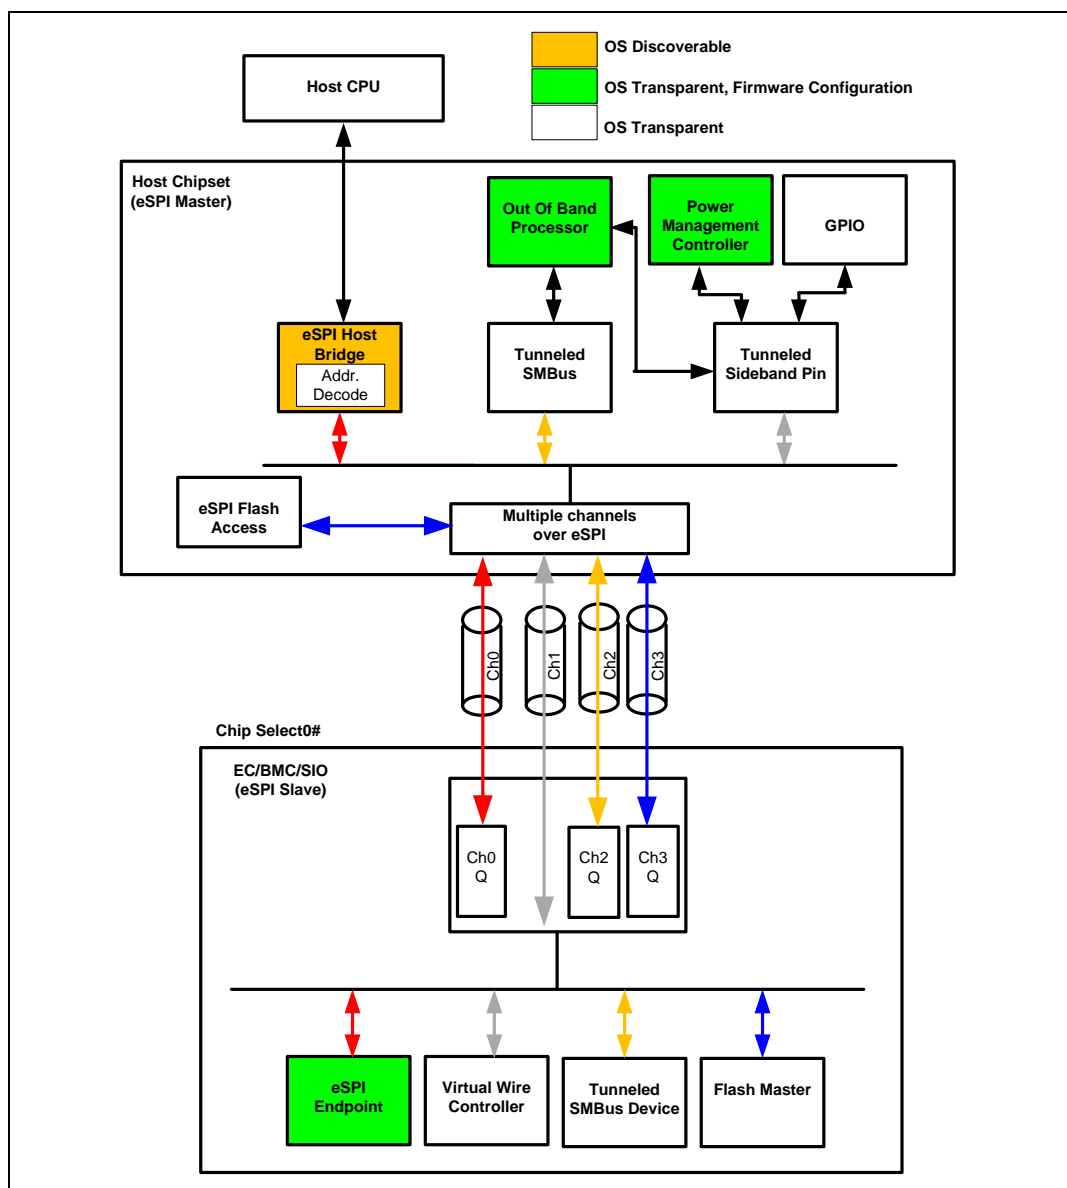 OS Discoverable
OS Transparent, Firmware Configuration
OS Transparent
Host CPU
Host Chipset
(eSPI Master)
Out Of Band
Processor
Power
Management
Controller
GPIO
eSPI Host
Bridge
Addr.
Decode
Tunneled
SMBus
Tunneled
Sideband Pin
eSPI Flash
Access
Multiple channels
over eSPI
Ch0
Ch1
Ch2
Ch3
Chip Select0#
EC/BMC/SIO
(eSPI Slave)
Ch0
Q
Ch2
Q
Ch3
Q
eSPI
Endpoint
Virtual Wire
Controller
Tunneled
SMBus Device
Flash Master